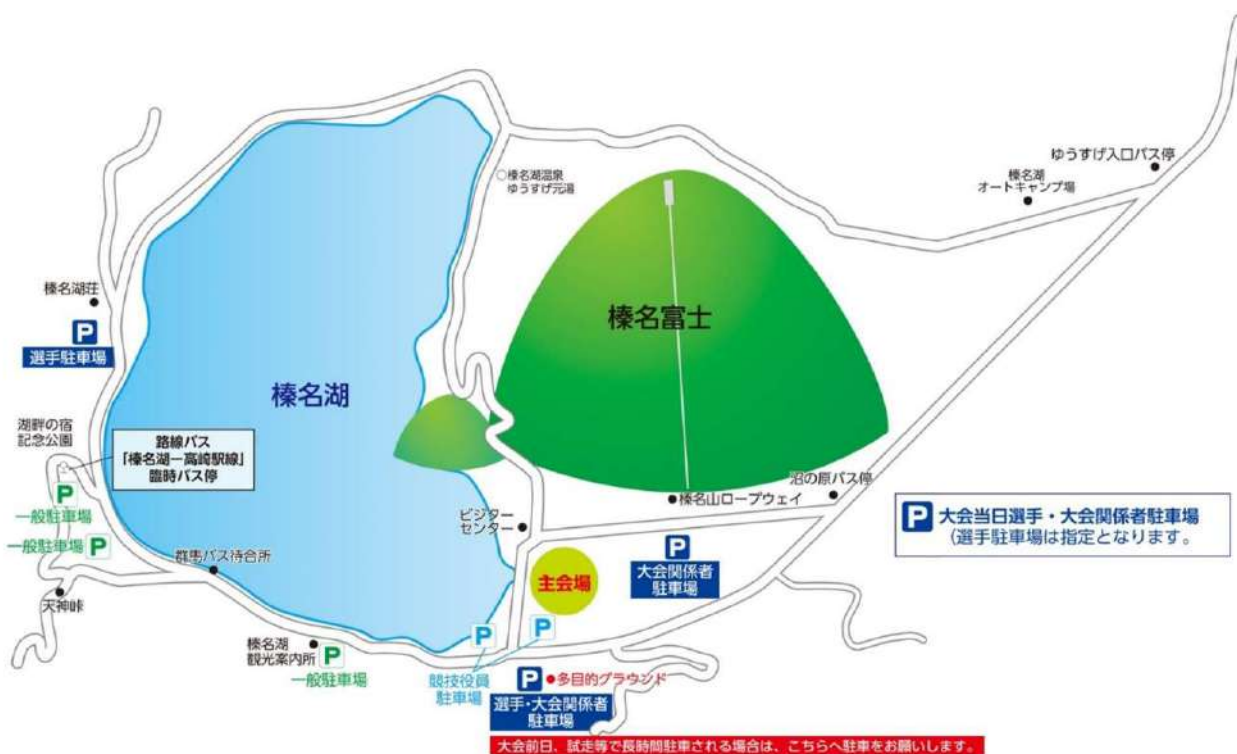 ゆうすげ入口バス停
榛名湖
オートキャンプ場
○榛名湖温泉
ゆうすげ元湯
榛名湖荘
P
選手駐車場
榛名富士
榛名湖
湖畔の宿
記念公園
路線バス
「榛名湖ー高崎駅線」
臨時バス停
P
一般駐車場
一般駐車場 P
群馬バス待合所
天神峠
ビジター
センター
榛名山ロープウェイ
沼の原バス停
P 大会当日選手・大会関係者駐車場
(選手駐車場は指定となります。
主会場
P
大会関係者
駐車場
榛名湖
観光案内所
P
一般駐車場
P
P
競技役員
駐車場
P
多目的グラウンド
選手・大会関係者
駐車場
大会前日、試走等で長時間駐車される場合は、こちらへ駐車をお願いします。